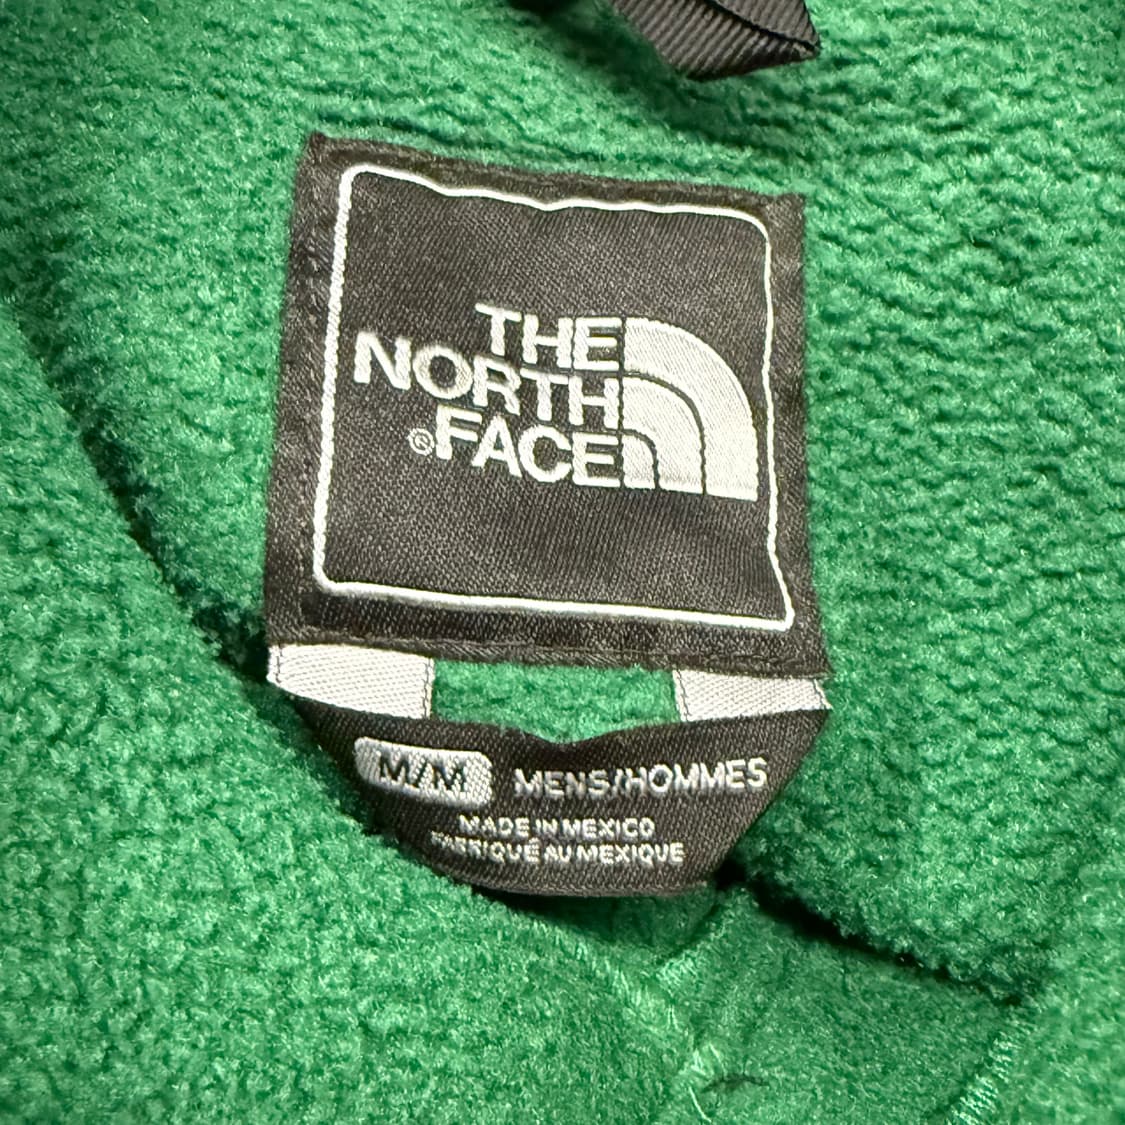 THE
NORTH
®FACE
M/M MENS/HOMMES
MADE IN MEXICO
FABRIQUÉ AU MEXIQUE